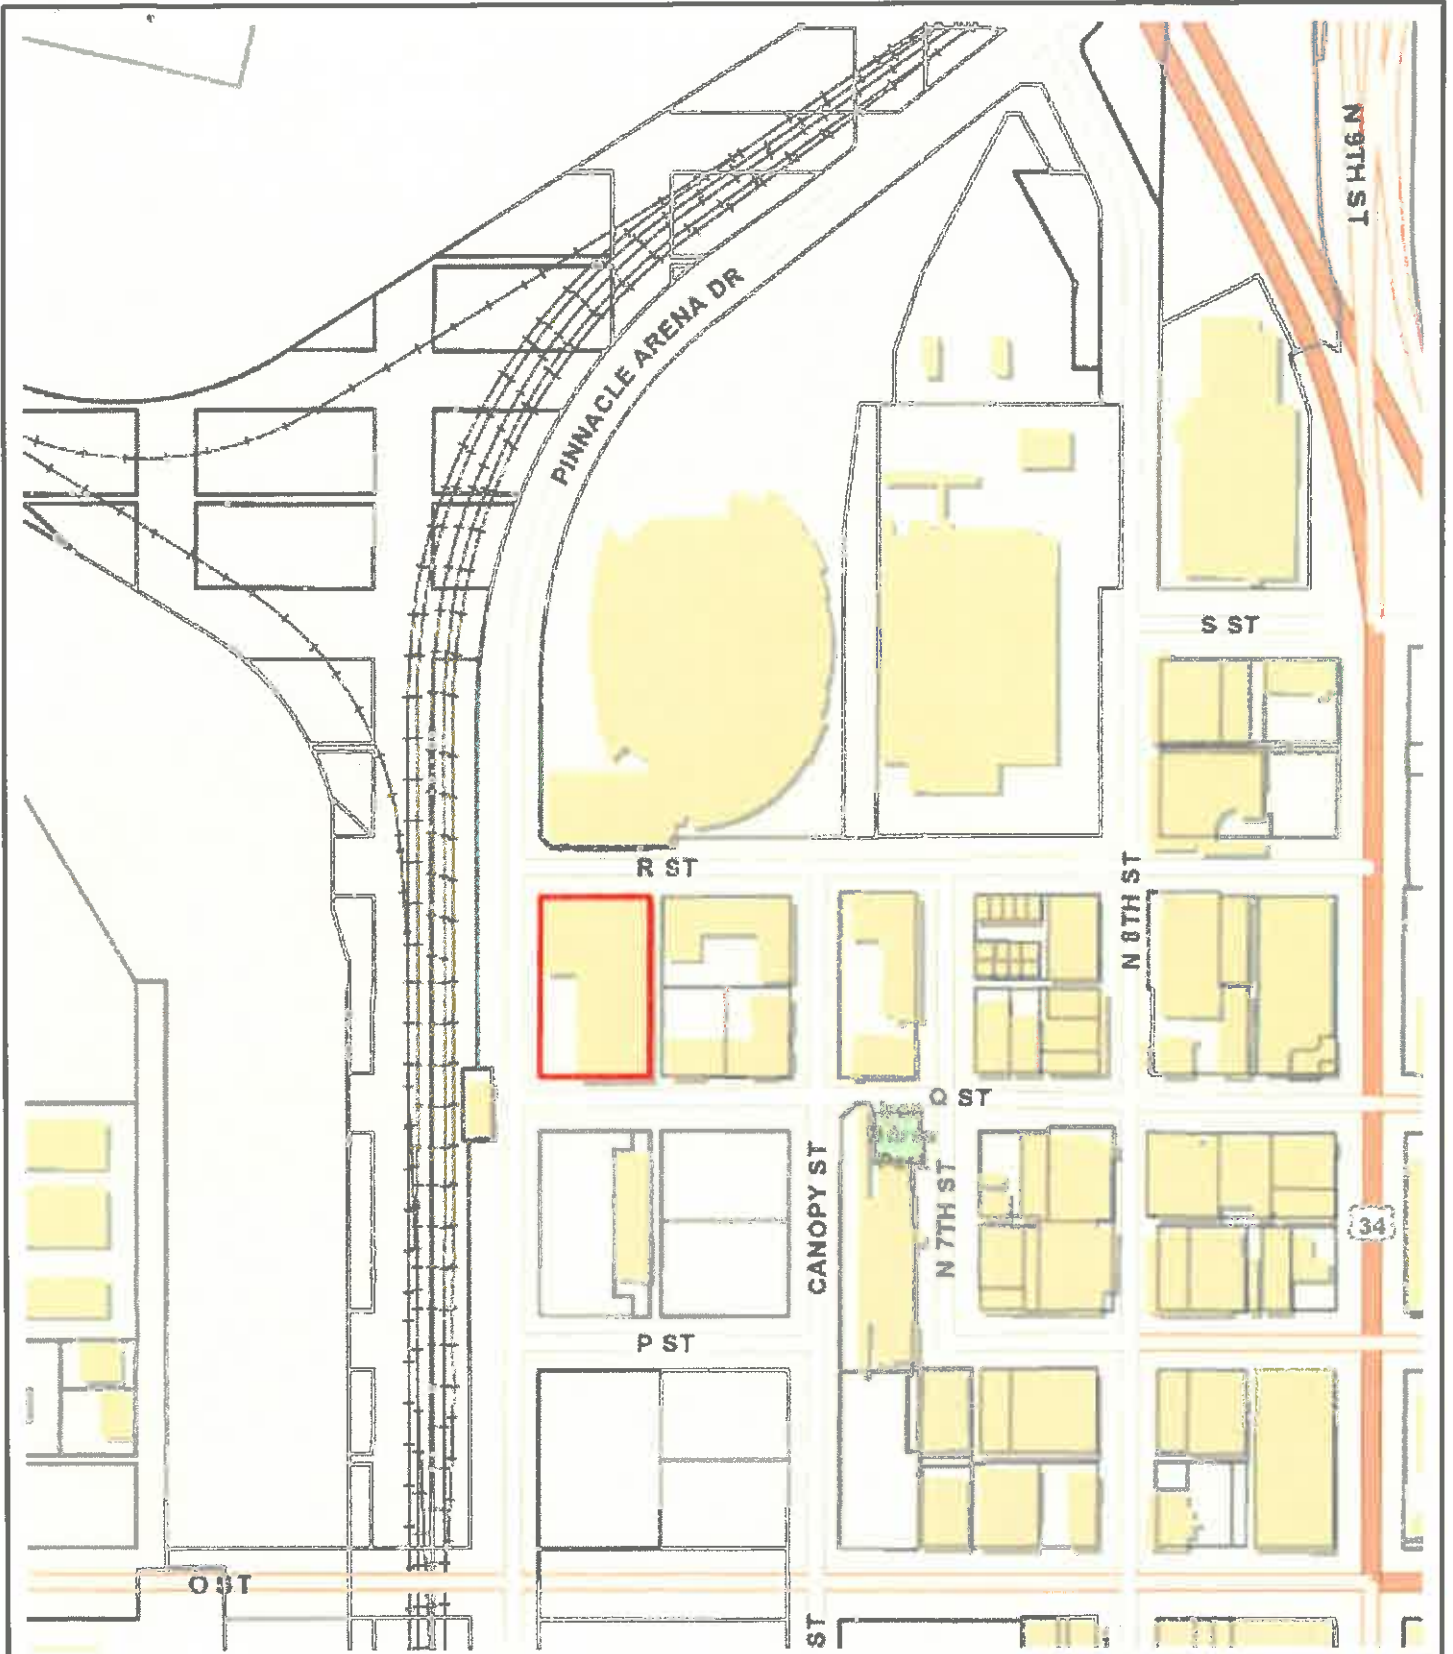 N 9TH ST
PINNACLE ARENA DR
S ST
R ST
N 8TH ST
Q ST
CANOPY ST
N 7TH ST
34
P ST
O ST
ST